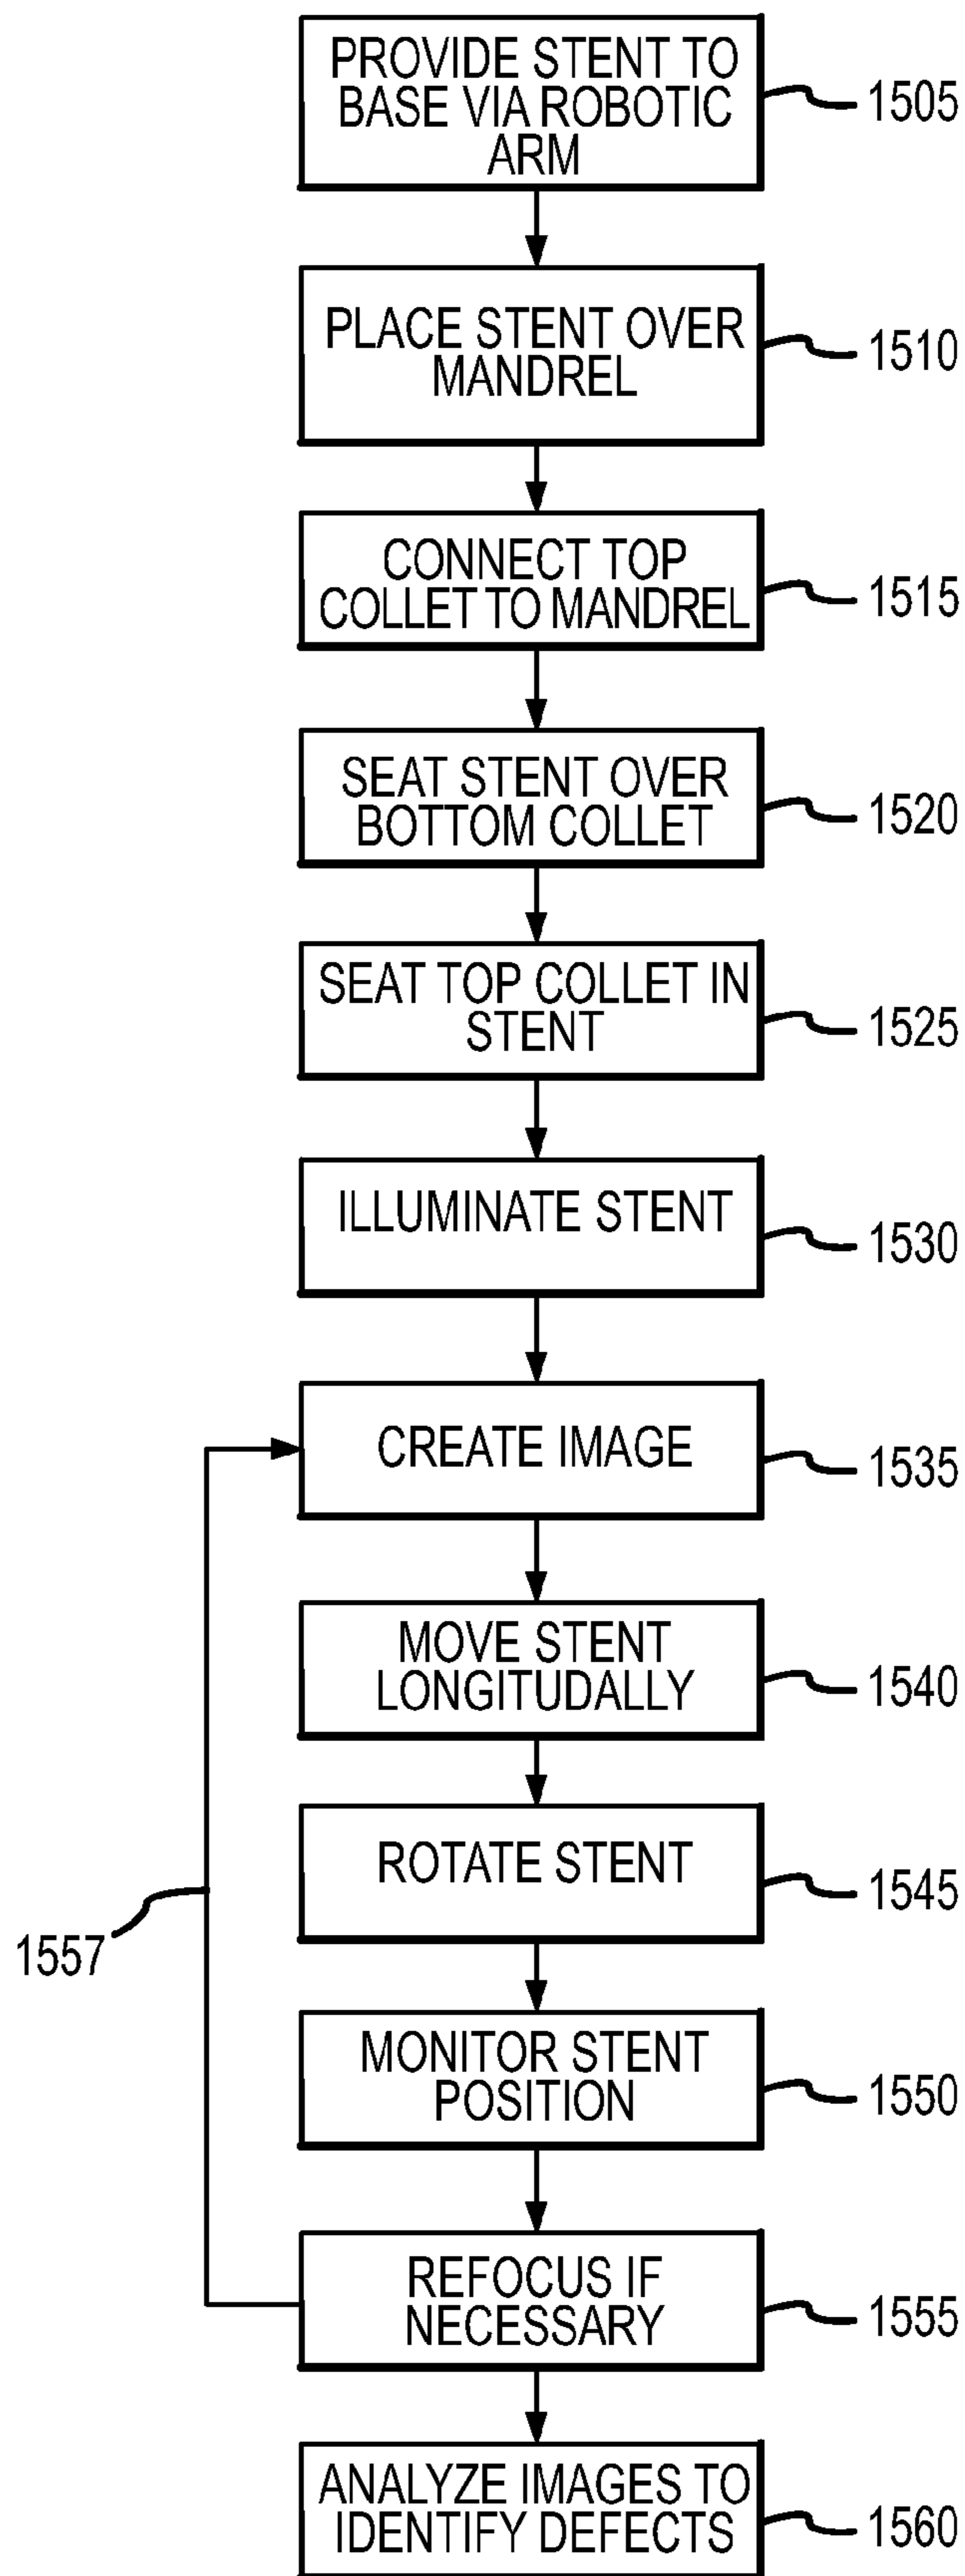 PROVIDE STENT TO
BASE VIA ROBOTIC
ARM
1505
PLACE STENT OVER
MANDREL
1510
CONNECT TOP
COLLET TO MANDREL
1515
SEAT STENT OVER
BOTTOM COLLET
1520
SEAT TOP COLLET IN
STENT
1525
ILLUMINATE STENT
1530
CREATE IMAGE
1535
MOVE STENT
LONGITUDALLY
1540
ROTATE STENT
1545
1557
MONITOR STENT
POSITION
1550
REFOCUS IF
NECESSARY
1555
ANALYZE IMAGES TO
IDENTIFY DEFECTS
1560